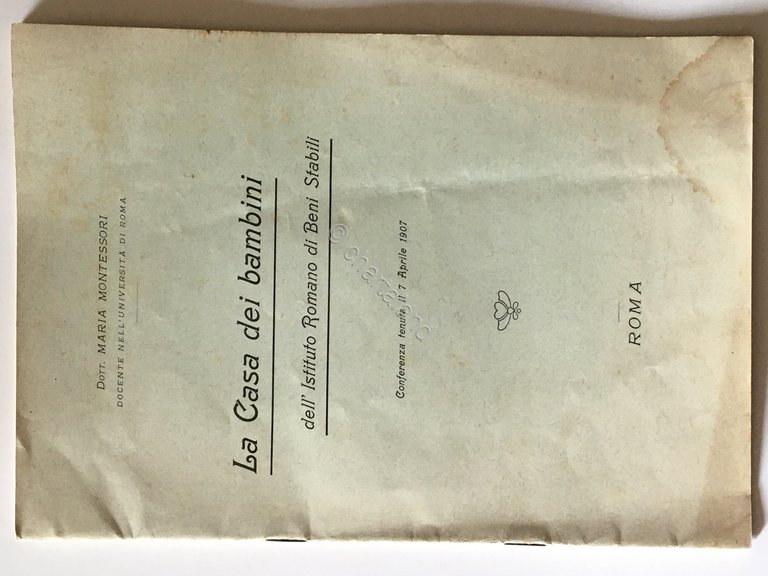 Dott. MARIA MONTESSORI
DOCENTE NELL'UNIVERSITÀ DI ROMA
La Casa dei bambini
dell' Istituto Romano di Beni Stabili
Conferenza tenuta il 7 Aprile 1907
ROMA